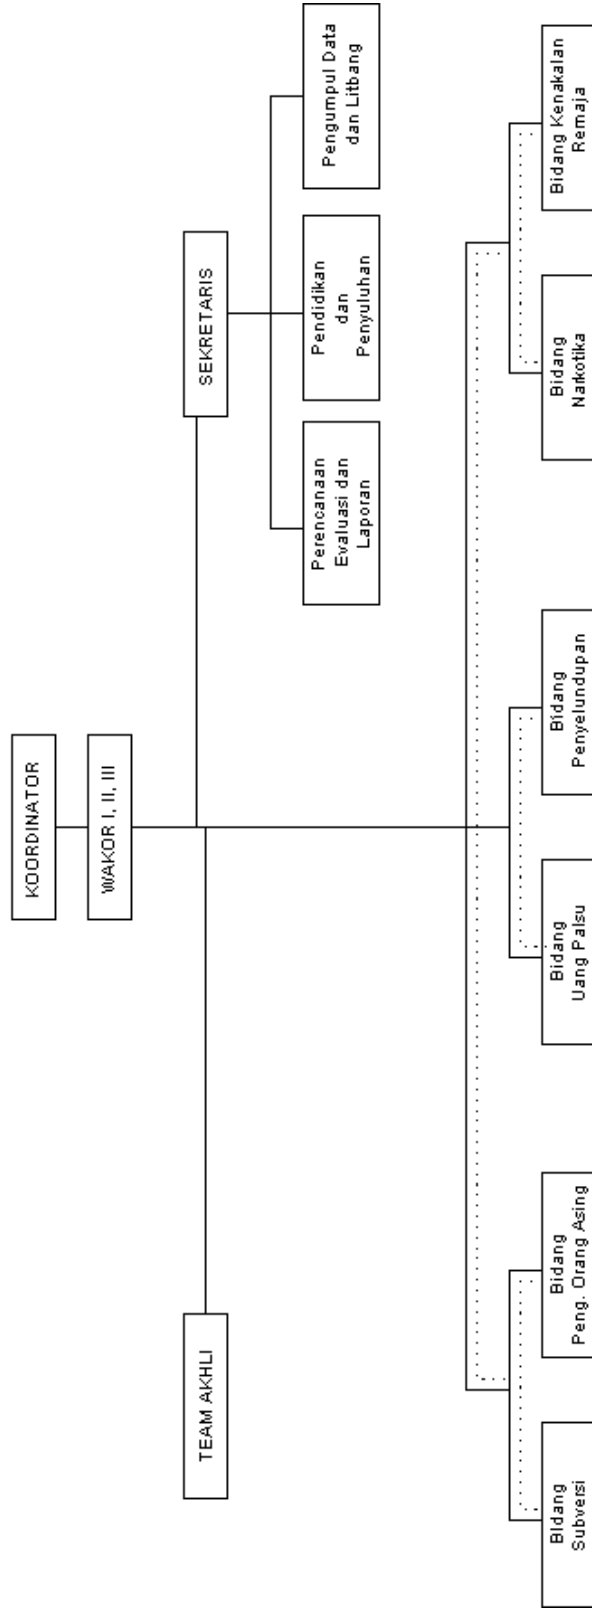 KOORDINATOR
WAKOR I, II, III
TEAM AKHLI
SEKRETARIS
Perencanaan
Evaluasi dan
Laporan
Pendidikan
dan
Penyuluhan
Pengumpul Data
dan Litbang
Bidang
Subversi
Bidang
Peng. Orang Asing
Bidang
Uang Palsu
Bidang
Penyelundupan
Bidang
Narkotika
Bidang Kenakalan
Remaja